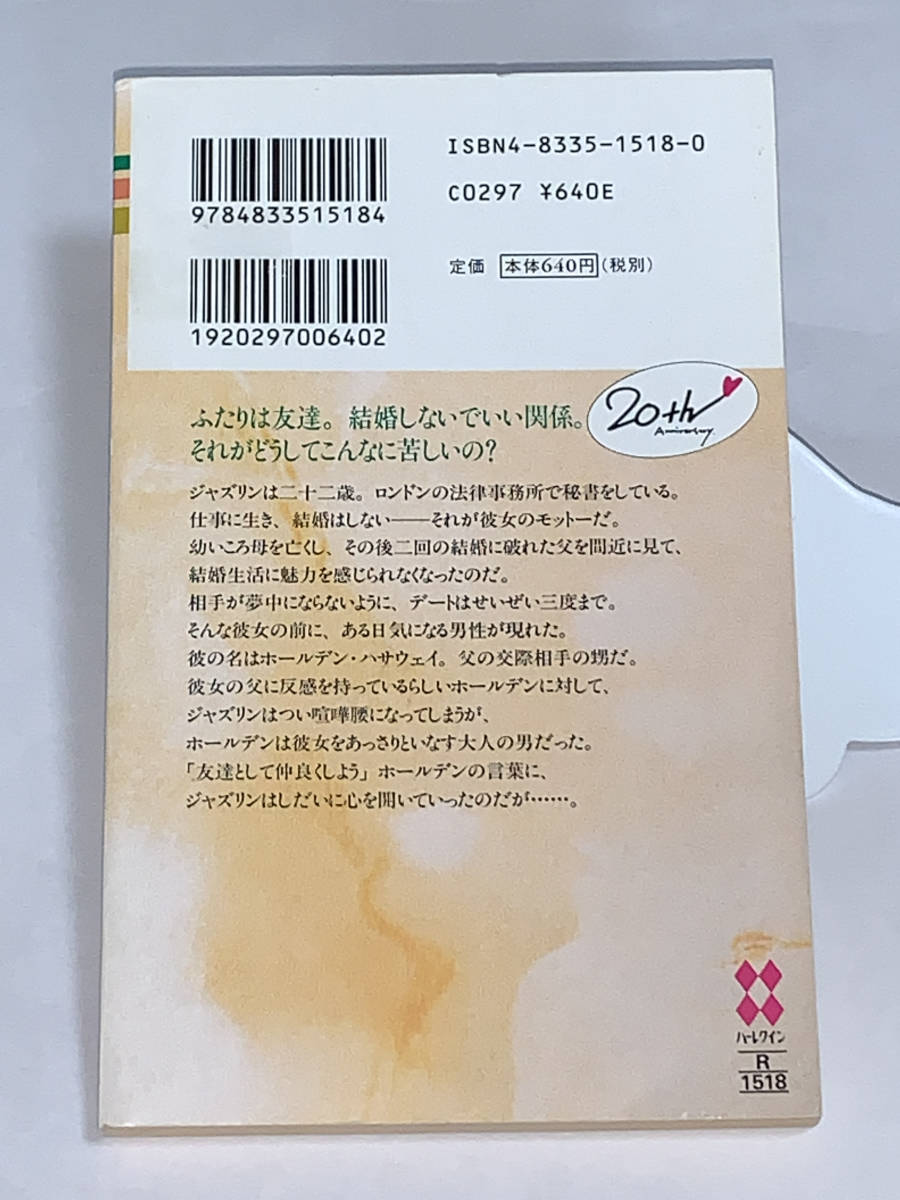 ISBN4-8335-1518-0
9784833515184
C0297 ¥640E
1920297006402
定価 本体640円(税別)
20th
Anniversary
ふたりは友達。結婚しないでいい関係。
それがどうしてこんなに苦しいの?
ジャズリンは二十二歳。ロンドンの法律事務所で秘書をしている。
仕事に生き、結婚はしない――それが彼女のモットーだ。
幼いころ母を亡くし、その後二回の結婚に破れた父を間近に見て、
結婚生活に魅力を感じられなくなったのだ。
相手が夢中にならないように、デートはせいぜい三度まで。
そんな彼女の前に、ある日気になる男性が現れた。
彼の名はホールデン・ハサウェイ。父の交際相手の甥だ。
彼女の父に反感を持っているらしいホールデンに対して、
ジャズリンはつい喧嘩腰になってしまうが、
ホールデンは彼女をあっさりといなす大人の男だった。
「友達として仲良くしよう」ホールデンの言葉に、
ジャズリンはしだいに心を開いていったのだが……。
ハーレクイン
R
1518